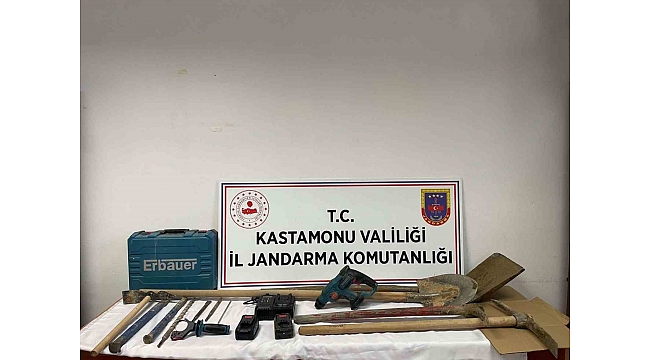 T.C.
KASTAMONU VALİLİĞİ
İL JANDARMA KOMUTANLIĞI
Erbauer